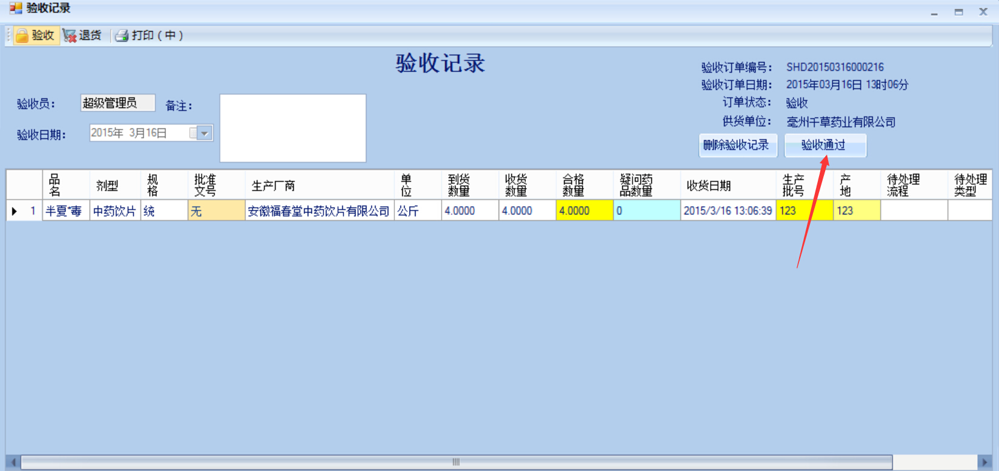 验收记录
验收 退货 打印(中)
验收记录
验收订单编号: SHD20150316000216
验收订单日期: 2015年03月16日 13时06分
订单状态: 验收
供货单位: 亳州千草药业有限公司
验收员: 超级管理员 备注:
验收日期: 2015年 3月16日
删除验收记录 验收通过
品名 剂型 规格 批准文号 生产厂商 单位 到货数量 收货数量 合格数量 疑问药品数量 收货日期 生产批号 产地 待处理流程 待处理类型
1 半夏*毒 中药饮片 统 无 安徽福春堂中药饮片有限公司 公斤 4.0000 4.0000 4.0000 0 2015/3/16 13:06:39 123 123